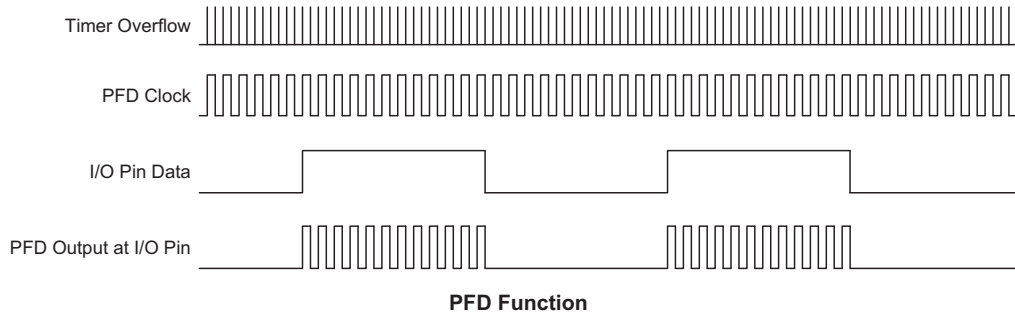 Timer Overflow
PFD Clock
I/O Pin Data
PFD Output at I/O Pin
PFD Function